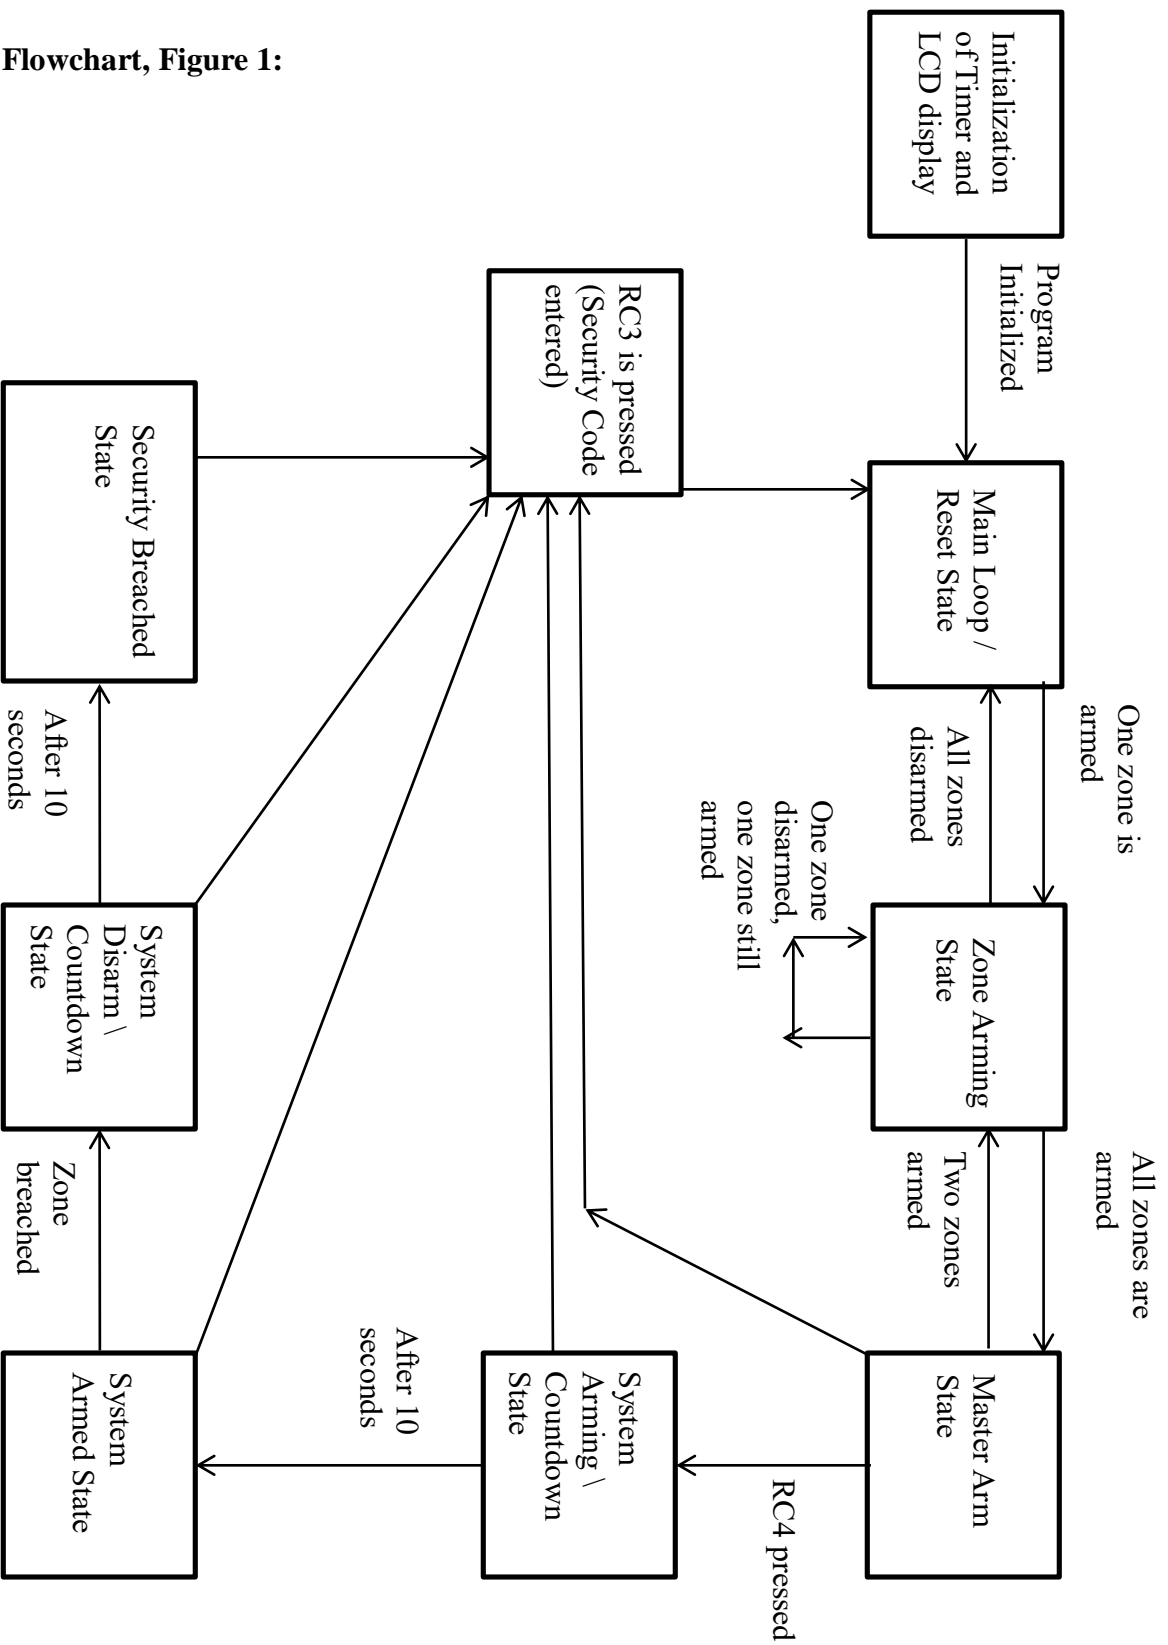 Flowchart, Figure 1:
Initialization
of Timer and
LCD display
Program
Initialized
Main Loop /
Reset State
One zone is
armed
All zones
disarmed
Zone Arming
State
One zone
disarmed,
one zone still
armed
All zones are
armed
Two zones
armed
Master Arm
State
RC4 pressed
System
Arming \
Countdown
State
After 10
seconds
System
Armed State
Zone
breached
System
Disarm \
Countdown
State
After 10
seconds
Security Breached
State
RC3 is pressed
(Security Code
entered)